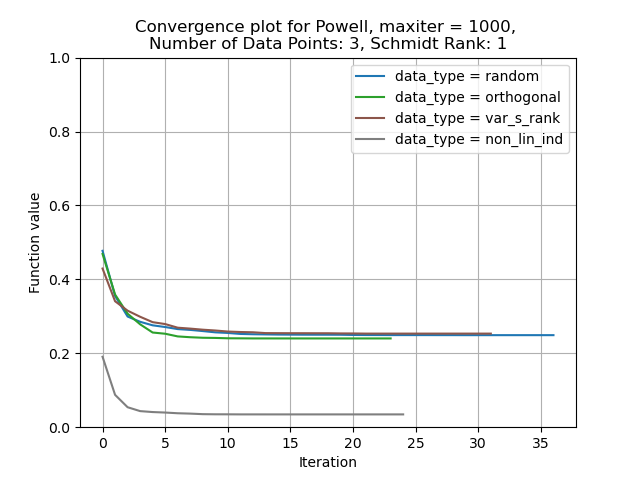 Convergence plot for Powell, maxiter = 1000,
Number of Data Points: 3, Schmidt Rank: 1
data_type = random
data_type = orthogonal
data_type = var_s_rank
data_type = non_lin_ind
Function value
1.0
0.8
0.6
0.4
0.2
0.0
0 5 10 15 20 25 30 35
Iteration